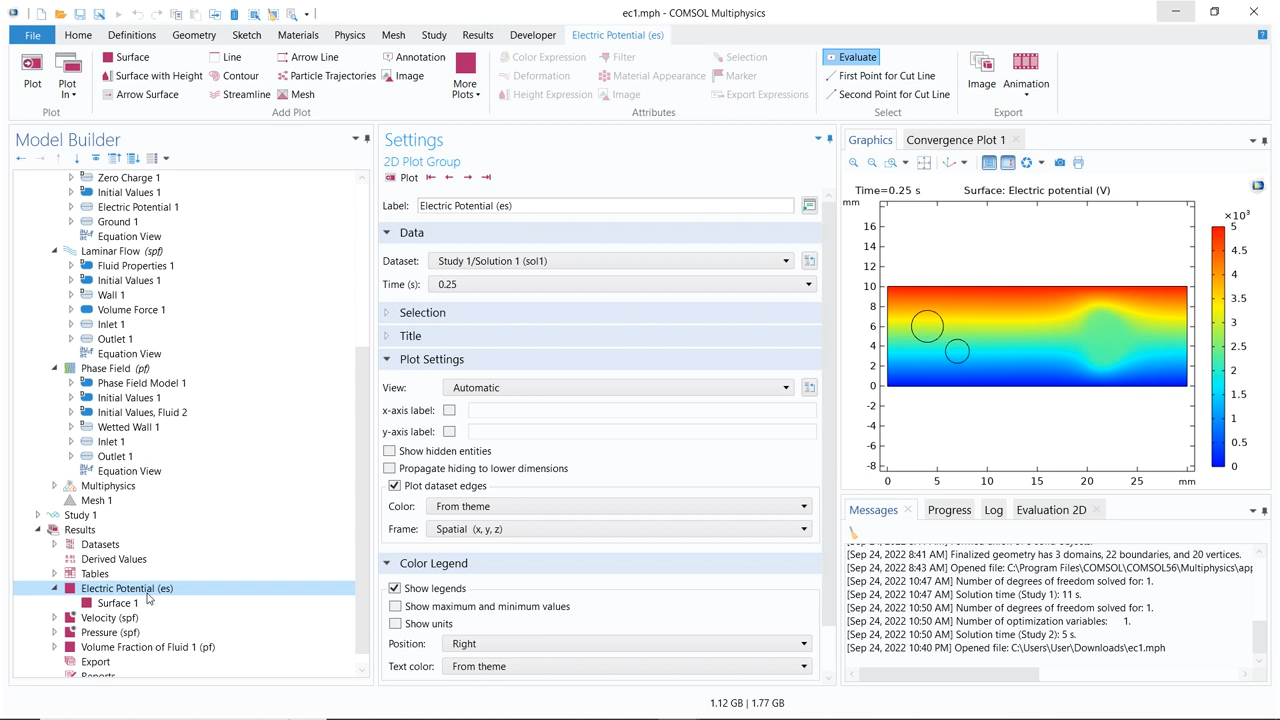 ec1.mph - COMSOL Multiphysics
File Home Definitions Geometry Sketch Materials Physics Mesh Study Results Developer Electric Potential (es)
Plot
Plot In
Surface
Surface with Height
Arrow Surface
Line
Contour
Streamline
Arrow Line
Particle Trajectories
Mesh
Annotation
Image
More Plots
Color Expression
Deformation
Height Expression
Filter
Material Appearance
Image
Selection
Marker
Export Expressions
Evaluate
First Point for Cut Line
Second Point for Cut Line
Image
Animation
Plot Add Plot Attributes Select Export
Model Builder
Zero Charge 1
Initial Values 1
Electric Potential 1
Ground 1
Equation View
Laminar Flow (spf)
Fluid Properties 1
Initial Values 1
Wall 1
Volume Force 1
Inlet 1
Outlet 1
Equation View
Phase Field (pf)
Phase Field Model 1
Initial Values 1
Initial Values, Fluid 2
Wetted Wall 1
Inlet 1
Outlet 1
Equation View
Multiphysics
Mesh 1
Study 1
Results
Datasets
Derived Values
Tables
Electric Potential (es)
Surface 1
Velocity (spf)
Pressure (spf)
Volume Fraction of Fluid 1 (pf)
Export
Reports
Settings
2D Plot Group
Plot
Label: Electric Potential (es)
Data
Dataset: Study 1/Solution 1 (sol1)
Time (s): 0.25
Selection
Title
Plot Settings
View: Automatic
x-axis label:
y-axis label:
Show hidden entities
Propagate hiding to lower dimensions
Plot dataset edges
Color: From theme
Frame: Spatial (x, y, z)
Color Legend
Show legends
Show maximum and minimum values
Show units
Position: Right
Text color: From theme
Graphics Convergence Plot 1
Time=0.25 s Surface: Electric potential (V)
mm
×10³
16
14
12
10
8
6
4
2
0
-2
-4
-6
-8
0 5 10 15 20 25 mm
5
4.5
4
3.5
3
2.5
2
1.5
1
0.5
0
Messages Progress Log Evaluation 2D
[Sep 24, 2022 8:41 AM] Finalized geometry has 3 domains, 22 boundaries, and 20 vertices.
[Sep 24, 2022 8:43 AM] Opened file: C:\Program Files\COMSOL\COMSOL56\Multiphysics\app
[Sep 24, 2022 10:47 AM] Number of degrees of freedom solved for: 1.
[Sep 24, 2022 10:47 AM] Solution time (Study 1): 11 s.
[Sep 24, 2022 10:50 AM] Number of degrees of freedom solved for: 1.
[Sep 24, 2022 10:50 AM] Number of optimization variables: 1.
[Sep 24, 2022 10:50 AM] Solution time (Study 2): 5 s.
[Sep 24, 2022 10:40 PM] Opened file: C:\Users\User\Downloads\ec1.mph
1.12 GB | 1.77 GB